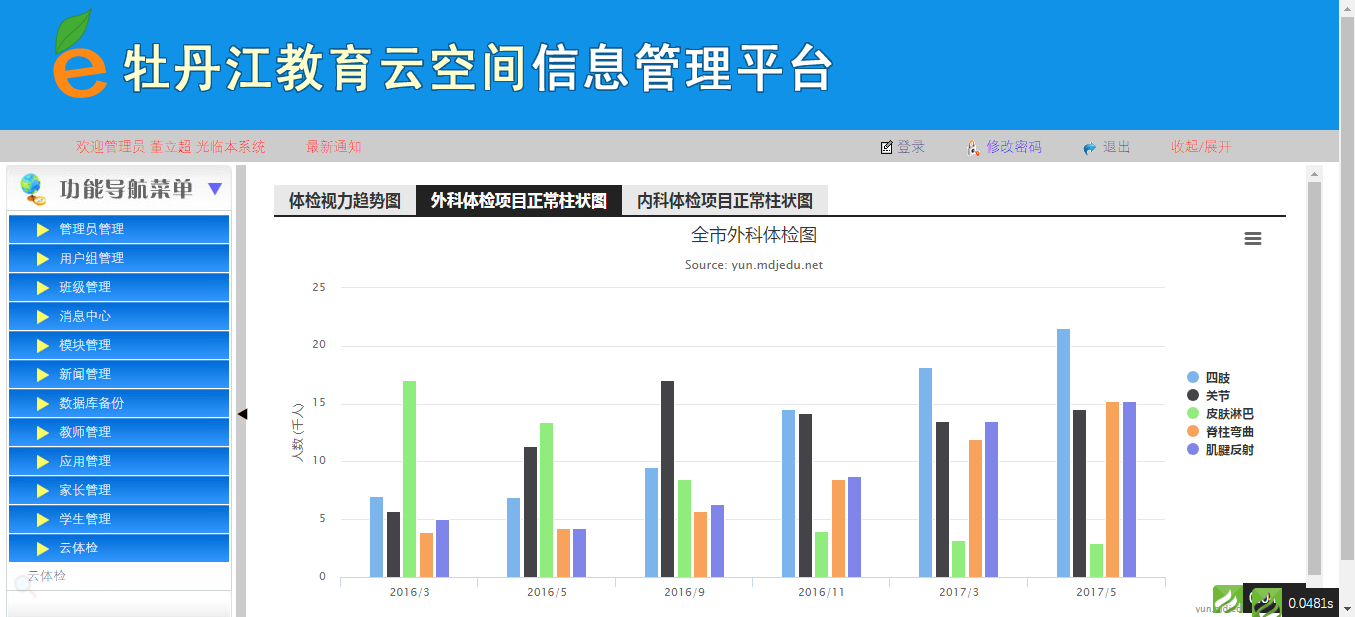 e 牡丹江教育云空间信息管理平台
欢迎管理员 董立超 光临本系统 最新通知 登录 修改密码 退出 收起/展开
功能导航菜单
管理员管理
用户组管理
班级管理
消息中心
模块管理
新闻管理
数据库备份
教师管理
应用管理
家长管理
学生管理
云体检
云体检
体检视力趋势图 外科体检项目正常柱状图 内科体检项目正常柱状图
全市外科体检图
Source: yun.mdjedu.net
人数 (千人)
25
20
15
10
5
0
2016/3 2016/5 2016/9 2016/11 2017/3 2017/5
四肢
关节
皮肤淋巴
脊柱弯曲
肌腱反射
0.0481s